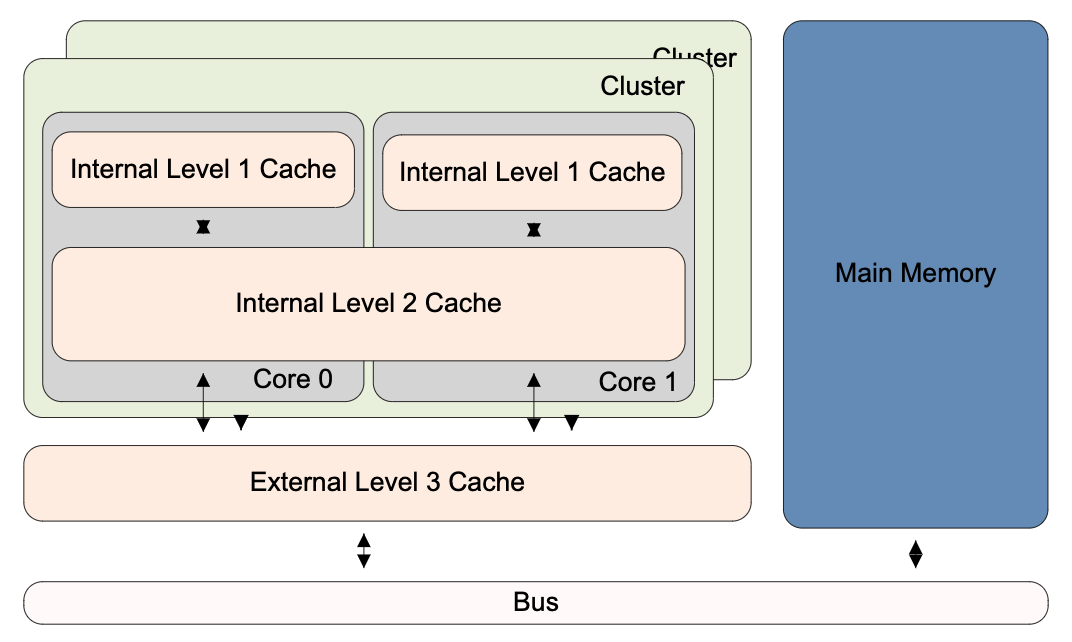 Cluster
Cluster
Internal Level 1 Cache
Internal Level 1 Cache
Internal Level 2 Cache
Core 0
Core 1
External Level 3 Cache
Main Memory
Bus